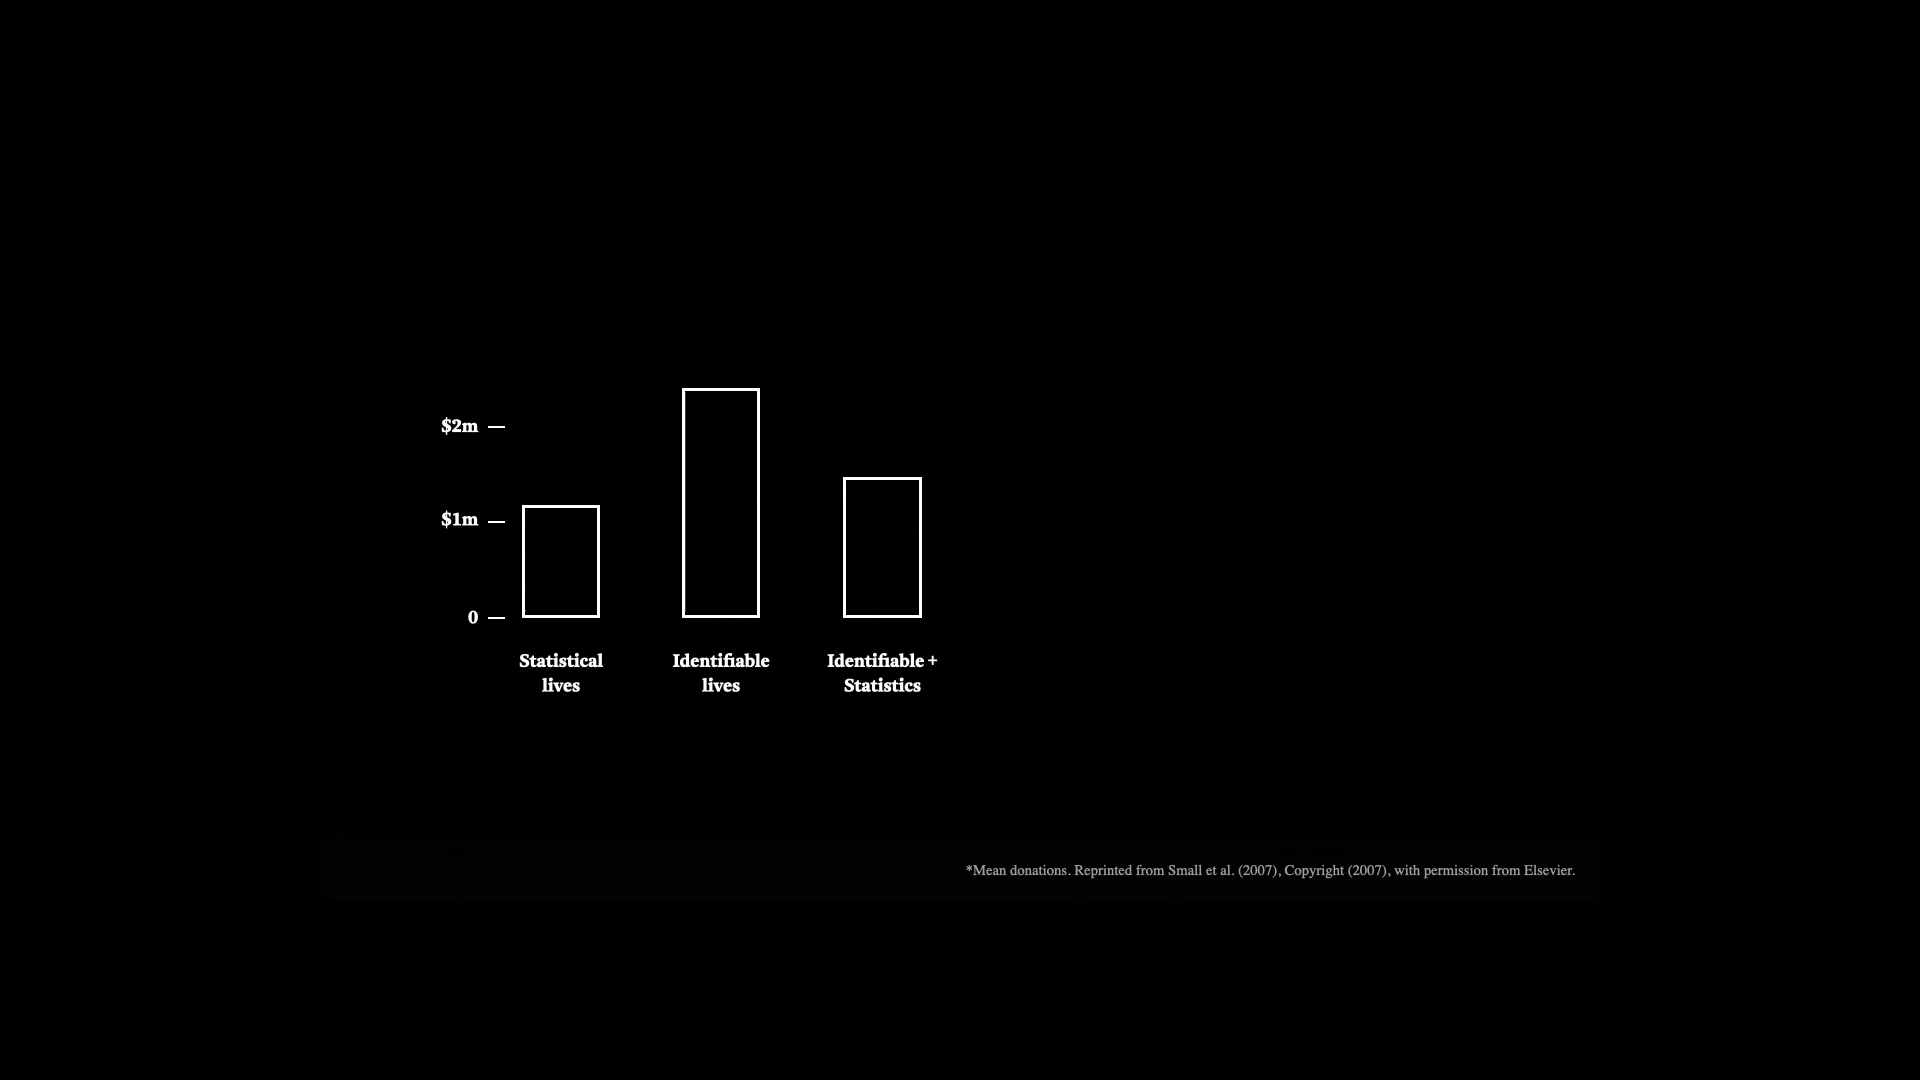 $2m
$1m
0
Statistical
lives
Identifiable
lives
Identifiable +
Statistics
*Mean donations. Reprinted from Small et al. (2007), Copyright (2007), with permission from Elsevier.